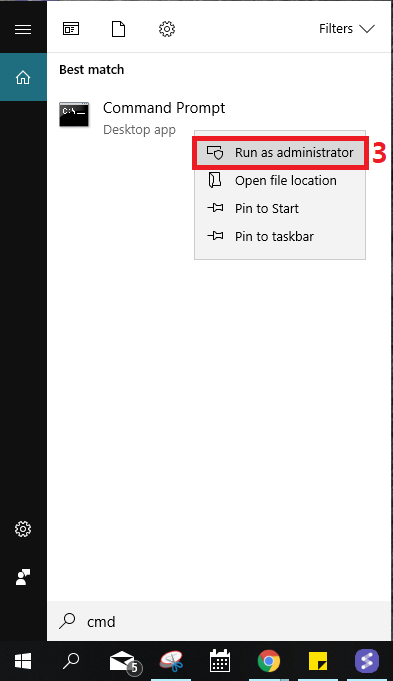 Filters
Best match
Command Prompt
Desktop app
Run as administrator 3
Open file location
Pin to Start
Pin to taskbar
cmd
5